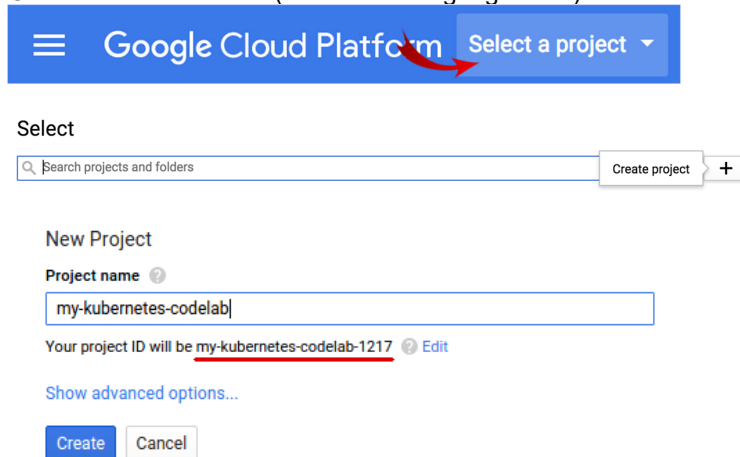 Google Cloud Platform Select a project
Select
Search projects and folders
Create project +
New Project
Project name ?
my-kubernetes-codelab
Your project ID will be my-kubernetes-codelab-1217 ? Edit
Show advanced options...
Create Cancel